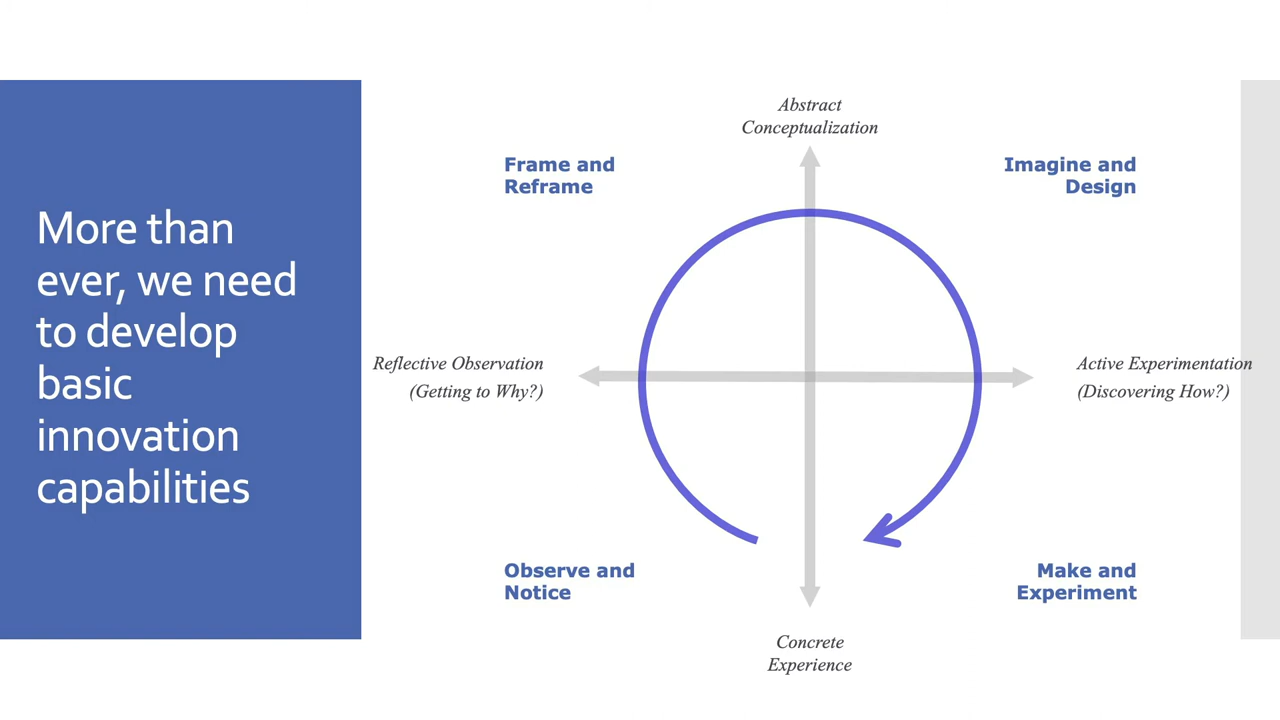 More than
ever, we need
to develop
basic
innovation
capabilities
Abstract
Conceptualization
Frame and
Reframe
Imagine and
Design
Reflective Observation
(Getting to Why?)
Active Experimentation
(Discovering How?)
Observe and
Notice
Make and
Experiment
Concrete
Experience